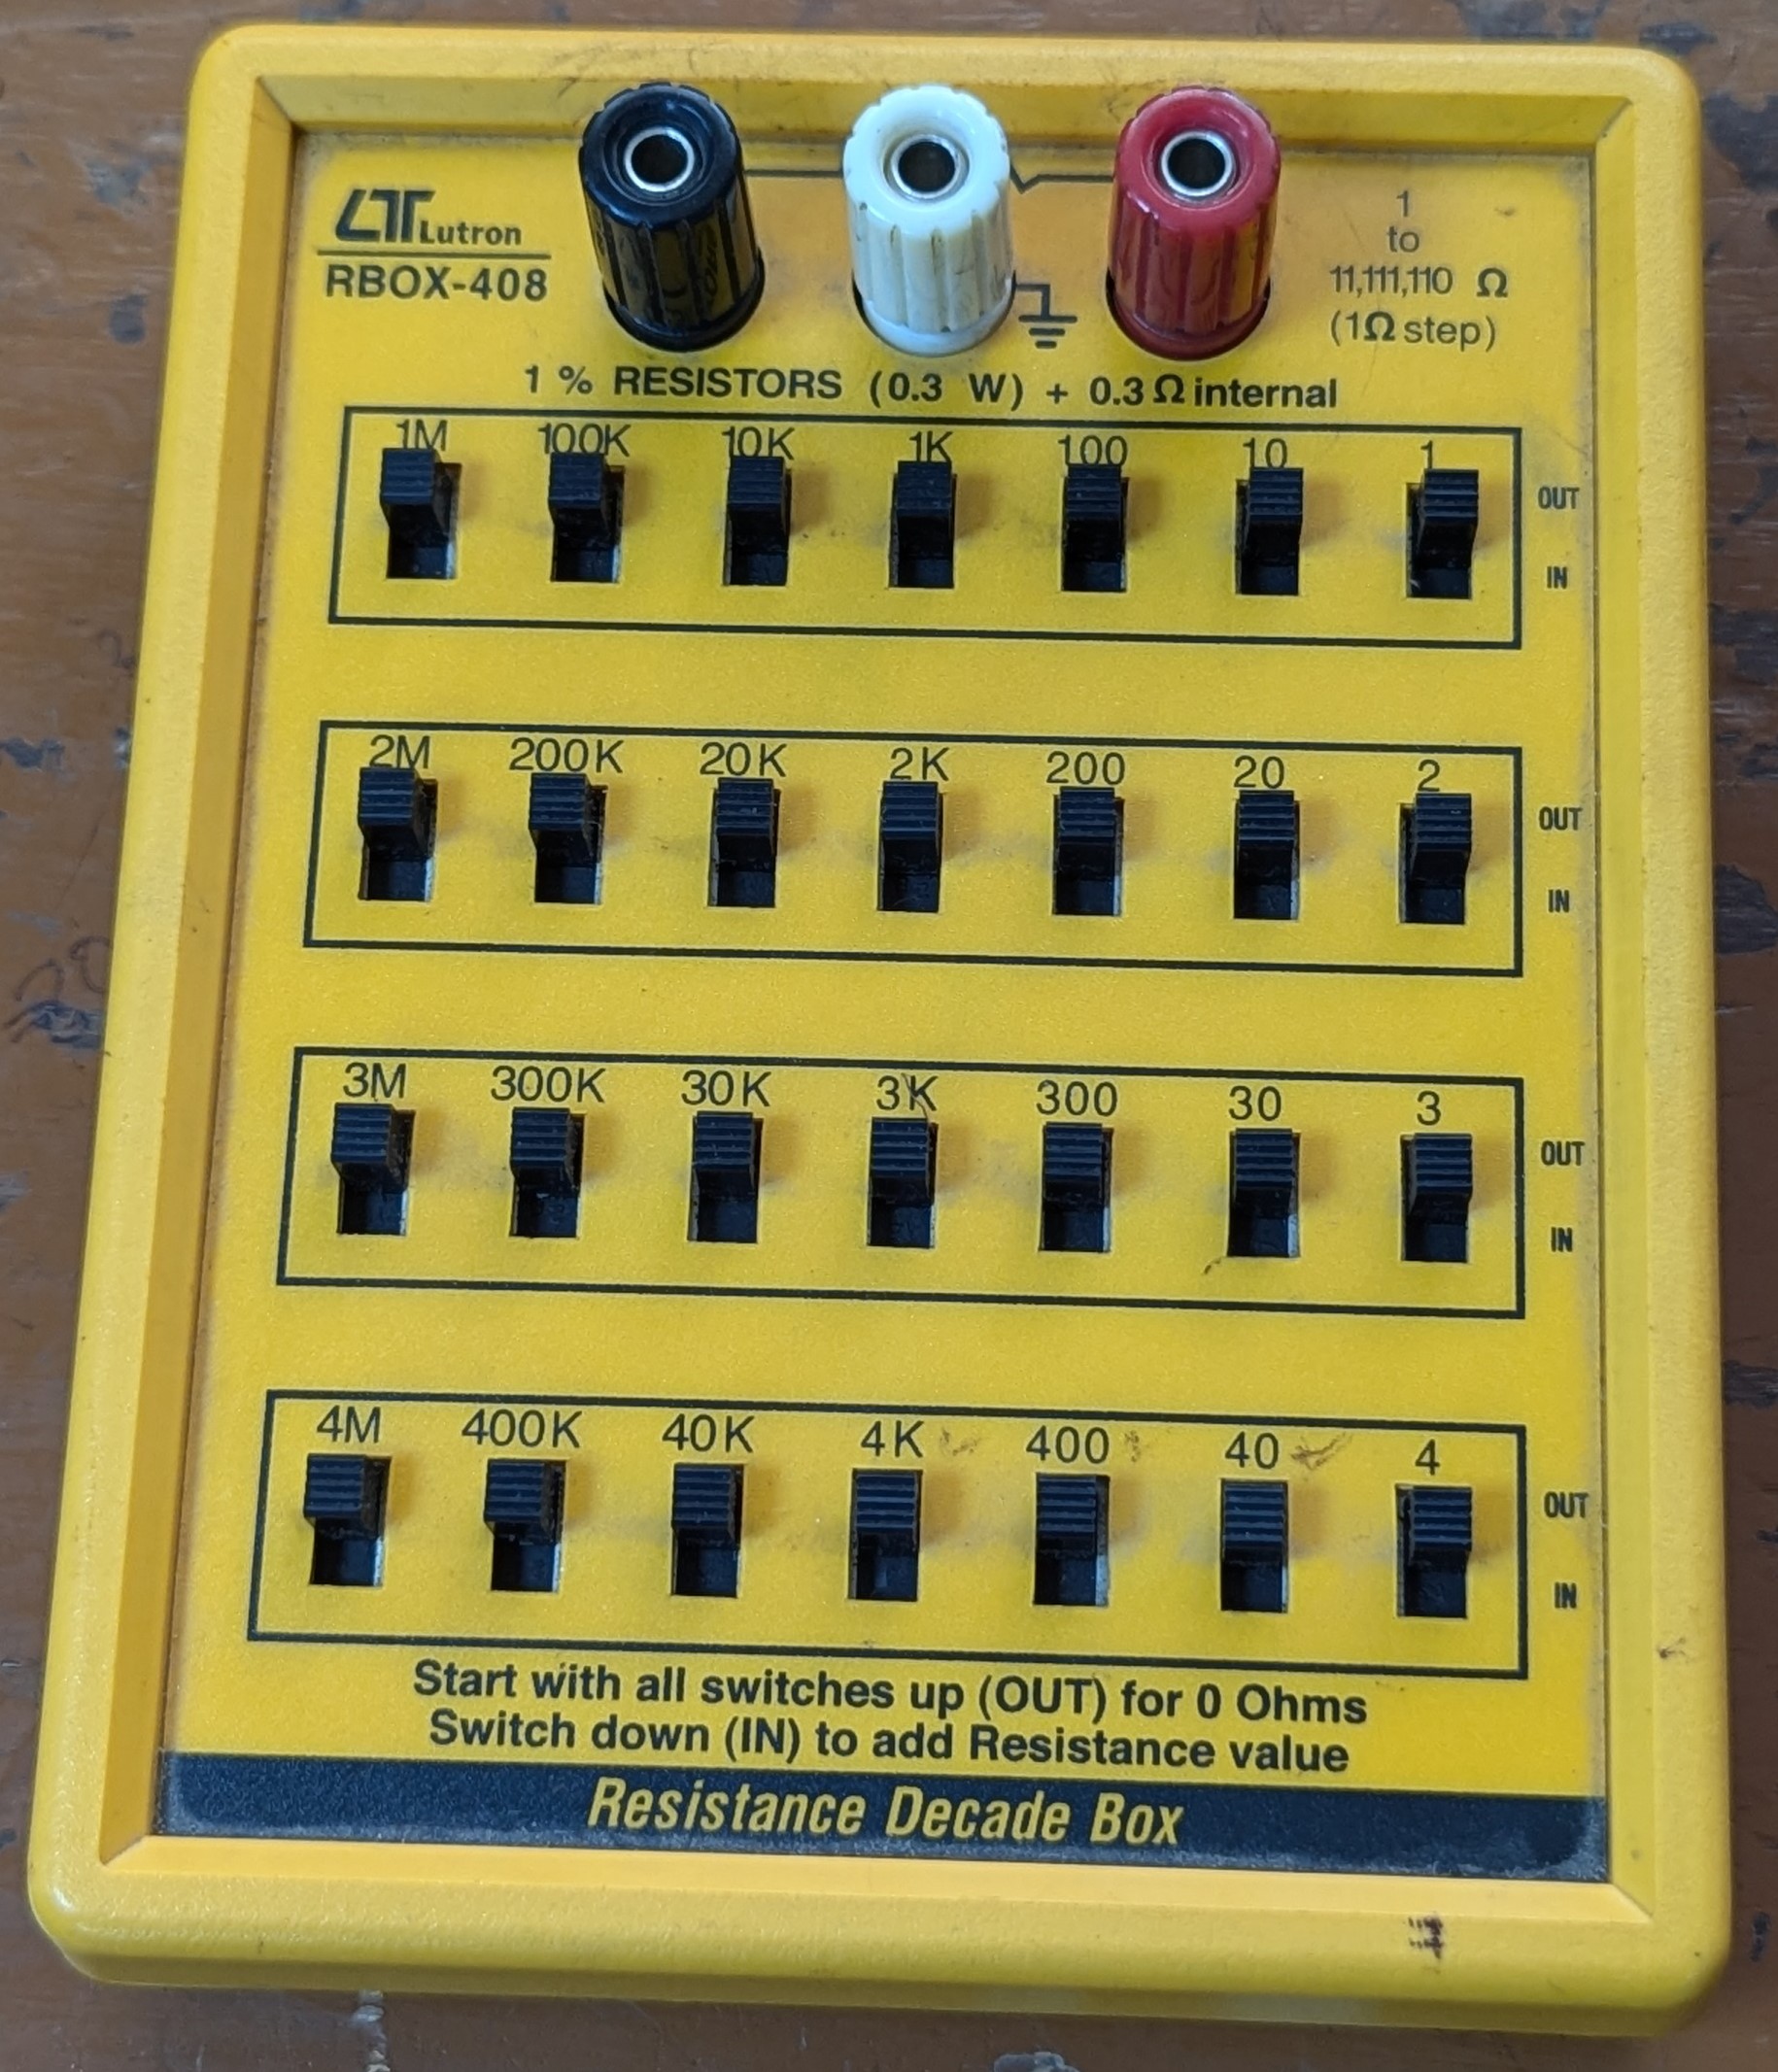 Lutron
RBOX-408
1
to
11,111,110 Ω
(1Ω step)
1 % RESISTORS (0.3 W) + 0.3Ω internal
1M 100K 10K 1K 100 10 1
OUT
IN
2M 200K 20K 2K 200 20 2
OUT
IN
3M 300K 30K 3K 300 30 3
OUT
IN
4M 400K 40K 4K 400 40 4
OUT
IN
Start with all switches up (OUT) for 0 Ohms
Switch down (IN) to add Resistance value
Resistance Decade Box